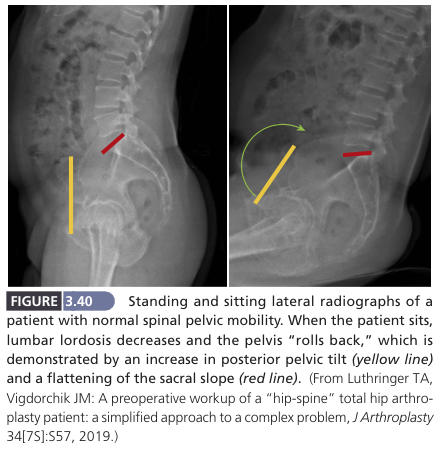 FIGURE 3.40 Standing and sitting lateral radiographs of a
patient with normal spinal pelvic mobility. When the patient sits,
lumbar lordosis decreases and the pelvis “rolls back,” which is
demonstrated by an increase in posterior pelvic tilt (yellow line)
and a flattening of the sacral slope (red line). (From Luthringer TA,
Vigdorchik JM: A preoperative workup of a “hip-spine” total hip arthro-
plasty patient: a simplified approach to a complex problem, J Arthroplasty
34[7S]:S57, 2019.)